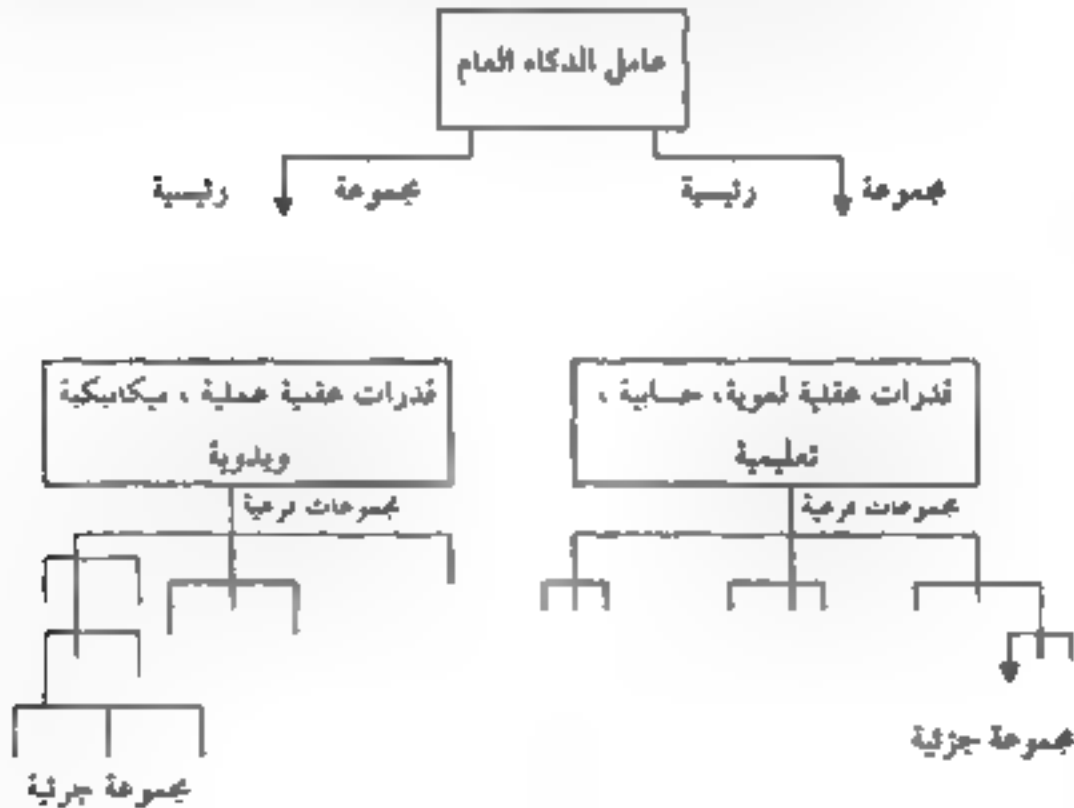 عامل الذكاء العام
مجموعة رئيسية
مجموعة رئيسية
قدرات عقلية لغوية، حسابية ،
تعليمية
قدرات عقلية عملية ، ميكانيكية
ويدوية
مجموعات فرعية
مجموعات فرعية
مجموعة جزئية
مجموعة جزئية